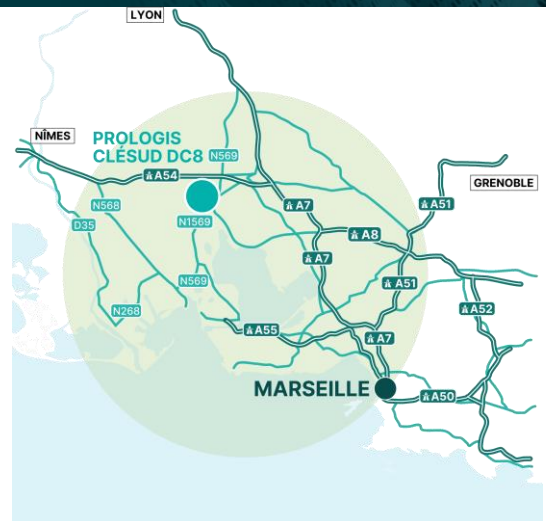 LYON
NÎMES
PROLOGIS
CLÉSUD DC8
N569
A54
GRENOBLE
N568
A51
A7
D35
N1569
A8
A7
N569
A51
N268
A52
A55
A7
MARSEILLE
A50